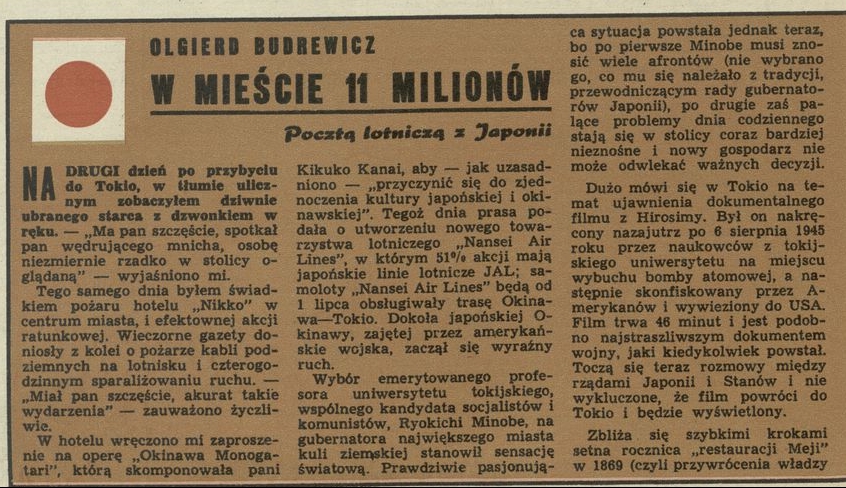 OLGIERD BUDREWICZ
W MIEŚCIE 11 MILIONÓW
Pocztą lotniczą z Japonii
NA DRUGI dzień po przybyciu
do Tokio, w tłumie ulicz-
nym zobaczyłem dziwnie
ubranego starca z dzwonkiem w
ręku. — „Ma pan szczęście, spotkał
pan wędrującego mnicha, osobę
niezmiernie rzadko w stolicy o-
glądaną” — wyjaśniono mi.
Tego samego dnia byłem świad-
kiem pożaru hotelu „Nikko” w
centrum miasta, i efektownej akcji
ratunkowej. Wieczorne gazety do-
niosły z kolei o pożarze kabli pod-
ziemnych na lotnisku i czterogo-
dzinnym sparaliżowaniu ruchu. —
„Miał pan szczęście, akurat takie
wydarzenia” — zauważono życzli-
wie.
W hotelu wręczono mi zaprosze-
nie na operę „Okinawa Monoga-
tari”, którą skomponowała pani
Kikuko Kanai, aby — jak uzasad-
niono — „przyczynić się do zjed-
noczenia kultury japońskiej i oki-
nawskiej”. Tegoż dnia prasa po-
dała o utworzeniu nowego towa-
rzystwa lotniczego „Nansei Air
Lines”, w którym 51% akcji mają
japońskie linie lotnicze JAL; sa-
moloty „Nansei Air Lines” będą od
1 lipca obsługiwały trasę Okina-
wa—Tokio. Dokoła japońskiej O-
kinawy, zajętej przez amerykań-
skie wojska, zaczął się wyraźny
ruch.
Wybór emerytowanego profe-
sora uniwersytetu tokijskiego,
wspólnego kandydata socjalistów i
komunistów, Ryokichi Minobe, na
gubernatora największego miasta
kuli ziemskiej stanowił sensację
światową. Prawdziwie pasjonują-
ca sytuacja powstała jednak teraz,
bo po pierwsze Minobe musi zno-
sić wiele afrontów (nie wybrano
go, co mu się należało z tradycji,
przewodniczącym rady gubernato-
rów Japonii), po drugie zaś pa-
lące problemy dnia codziennego
stają się w stolicy coraz bardziej
nieznośne i nowy gospodarz nie
może odwlekać ważnych decyzji.
Dużo mówi się w Tokio na te-
mat ujawnienia dokumentalnego
filmu z Hirosimy. Był on nakrę-
cony nazajutrz po 6 sierpnia 1945
roku przez naukowców z tokij-
skiego uniwersytetu na miejscu
wybuchu bomby atomowej, a na-
stępnie skonfiskowany przez A-
merykanów i wywieziony do USA.
Film trwa 46 minut i jest podob-
no najstraszliwszym dokumentem
wojny, jaki kiedykolwiek powstał.
Toczą się teraz rozmowy między
rządami Japonii i Stanów i nie
wykluczone, że film powróci do
Tokio i będzie wyświetlony.
Zbliża się szybkimi krokami
setna rocznica „restauracji Meji”
w 1869 (czyli przywrócenia władzy